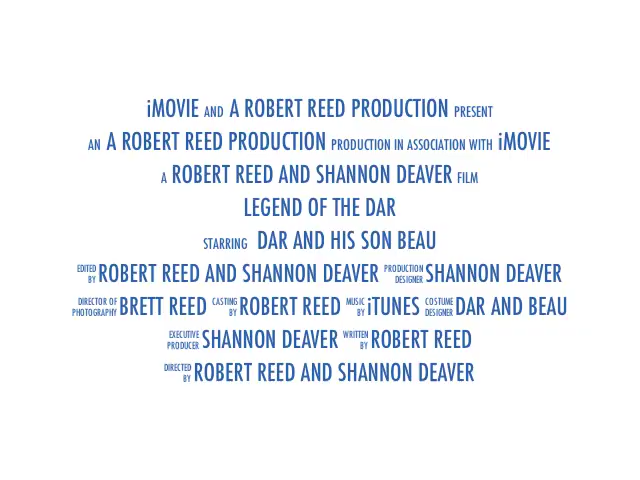 iMOVIE AND A ROBERT REED PRODUCTION PRESENT
AN A ROBERT REED PRODUCTION PRODUCTION IN ASSOCIATION WITH iMOVIE
A ROBERT REED AND SHANNON DEAVER FILM
LEGEND OF THE DAR
STARRING DAR AND HIS SON BEAU
EDITED BY ROBERT REED AND SHANNON DEAVER PRODUCTION DESIGNER SHANNON DEAVER
DIRECTOR OF PHOTOGRAPHY BRETT REED CASTING BY ROBERT REED MUSIC BY iTUNES COSTUME DESIGNER DAR AND BEAU
EXECUTIVE PRODUCER SHANNON DEAVER WRITTEN BY ROBERT REED
DIRECTED BY ROBERT REED AND SHANNON DEAVER